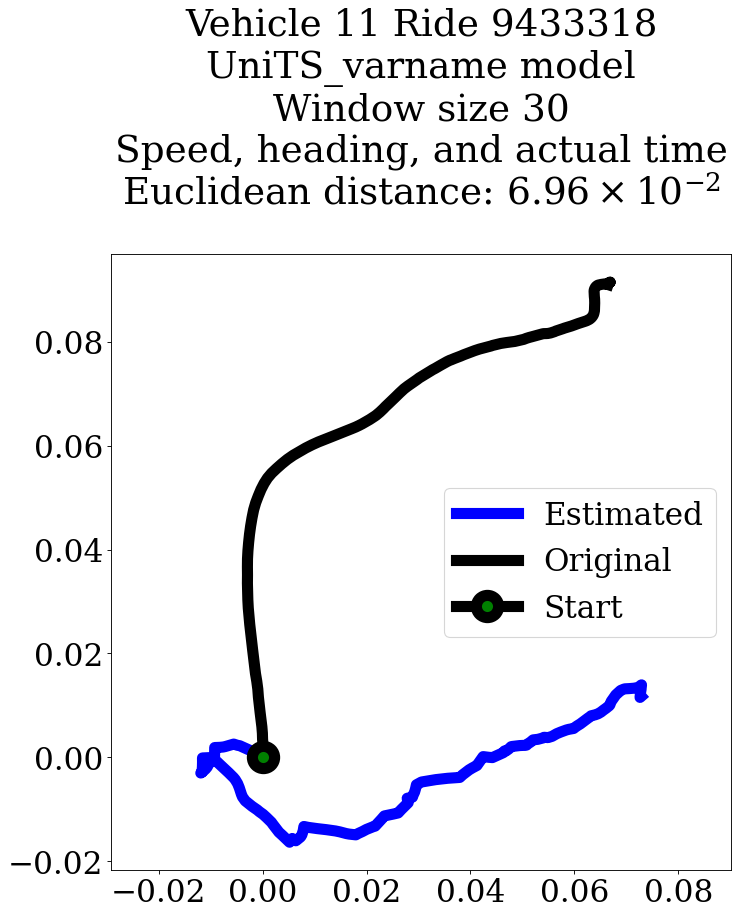 Vehicle 11 Ride 9433318
UniTS_varname model
Window size 30
Speed, heading, and actual time
Euclidean distance: 6.96 × 10⁻²
0.08
0.06
0.04
0.02
0.00
−0.02
Estimated
Original
Start
−0.02 0.00 0.02 0.04 0.06 0.08